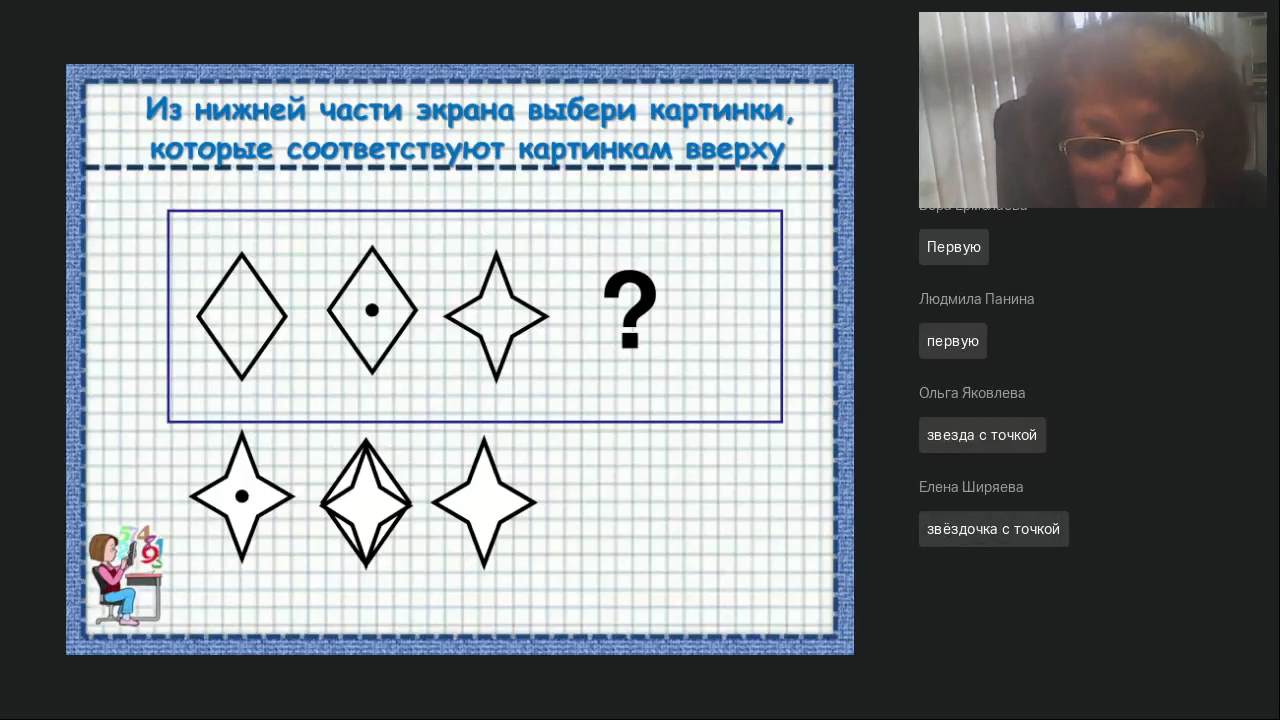 Из нижней части экрана выбери картинки,
которые соответствуют картинкам вверху
?
Первую
Людмила Панина
первую
Ольга Яковлева
звезда с точкой
Елена Ширяева
звёздочка с точкой